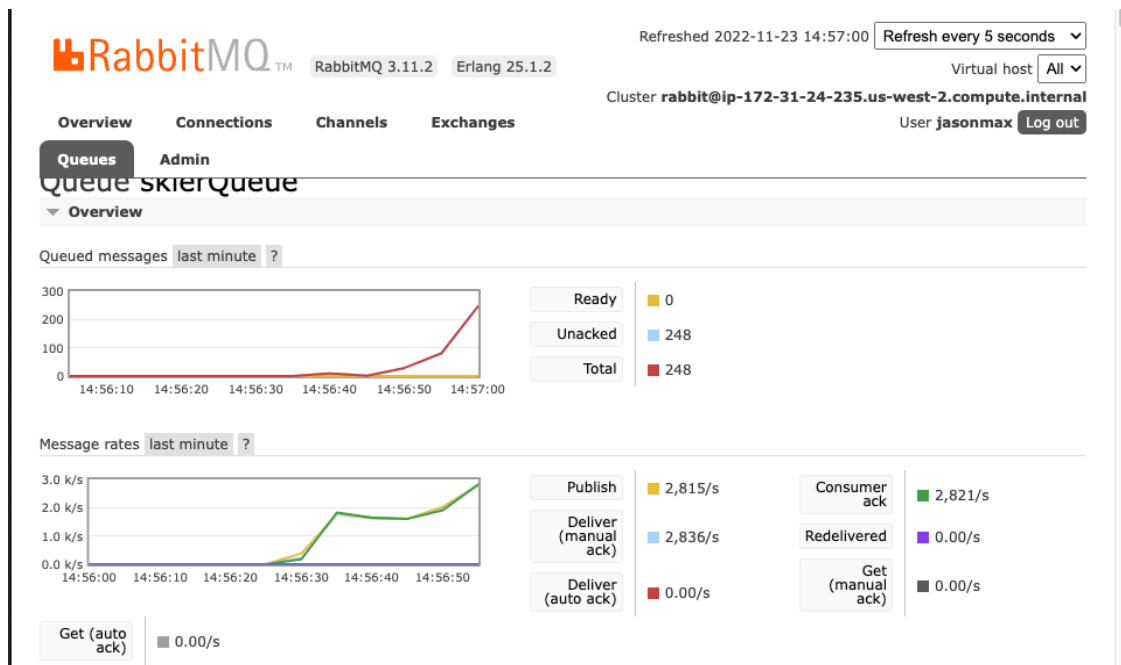 Refreshed 2022-11-23 14:57:00 Refresh every 5 seconds
RabbitMQ TM RabbitMQ 3.11.2 Erlang 25.1.2
Virtual host All
Cluster rabbit@ip-172-31-24-235.us-west-2.compute.internal
Overview Connections Channels Exchanges
User jasonmax Log out
Queues Admin
Queue skierQueue
Overview
Queued messages last minute ?
300
200
100
0
14:56:10 14:56:20 14:56:30 14:56:40 14:56:50 14:57:00
Ready 0
Unacked 248
Total 248
Message rates last minute ?
3.0 k/s
2.0 k/s
1.0 k/s
0.0 k/s
14:56:00 14:56:10 14:56:20 14:56:30 14:56:40 14:56:50
Publish 2,815/s
Deliver
(manual
ack)
2,836/s
Deliver
(auto ack)
0.00/s
Consumer
ack
2,821/s
Redelivered 0.00/s
Get
(manual
ack)
0.00/s
Get (auto
ack)
0.00/s